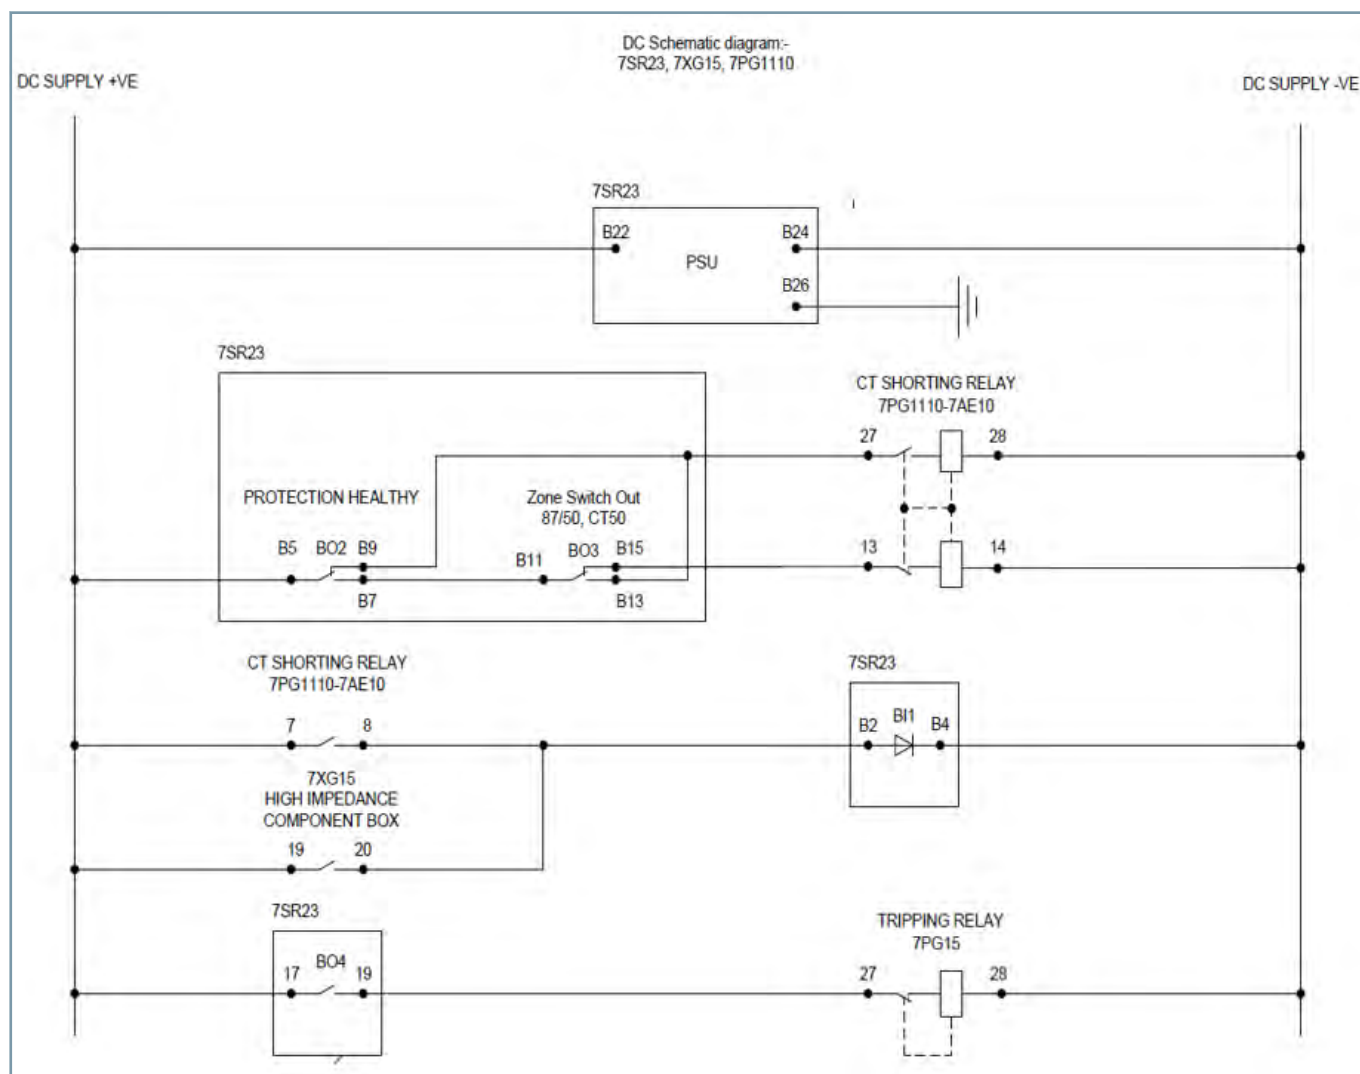 DC Schematic diagram:-
7SR23, 7XG15, 7PG1110
DC SUPPLY +VE
DC SUPPLY -VE
7SR23
B22
B24
PSU
B26
7SR23
CT SHORTING RELAY
7PG1110-7AE10
27
28
PROTECTION HEALTHY
Zone Switch Out
87/50, CT50
B5
BO2
B9
B11
BO3
B15
13
14
B7
B13
CT SHORTING RELAY
7PG1110-7AE10
7SR23
7
8
B2
BI1
B4
7XG15
HIGH IMPEDANCE
COMPONENT BOX
19
20
7SR23
TRIPPING RELAY
7PG15
17
BO4
19
27
28